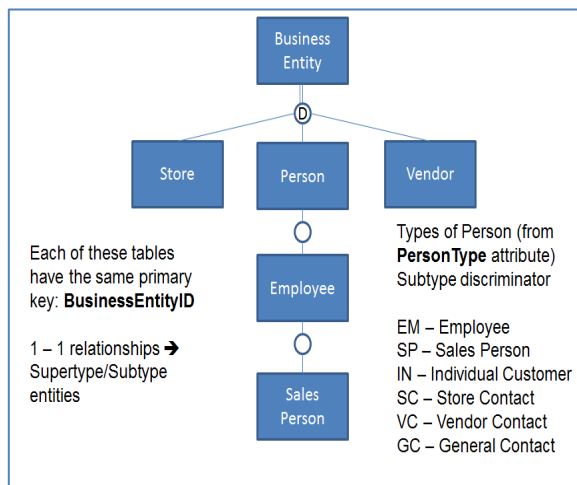 Business
Entity
D
Store
Person
Vendor
Each of these tables
have the same primary
key: BusinessEntityID
1 – 1 relationships ➔
Supertype/Subtype
entities
Employee
Sales
Person
Types of Person (from
PersonType attribute)
Subtype discriminator
EM – Employee
SP – Sales Person
IN – Individual Customer
SC – Store Contact
VC – Vendor Contact
GC – General Contact